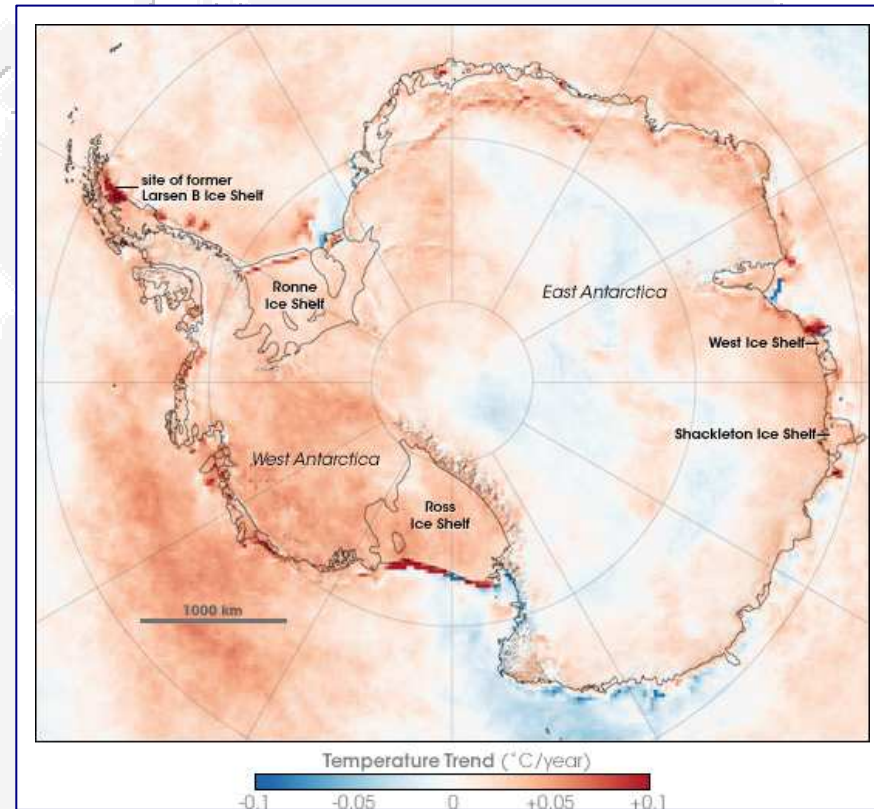 site of former
Larsen B Ice Shelf
Ronne
Ice Shelf
East Antarctica
West Ice Shelf
Shackleton Ice Shelf
West Antarctica
Ross
Ice Shelf
1000 km
Temperature Trend (˚C/year)
-0.1 -0.05 0 +0.05 +0.1